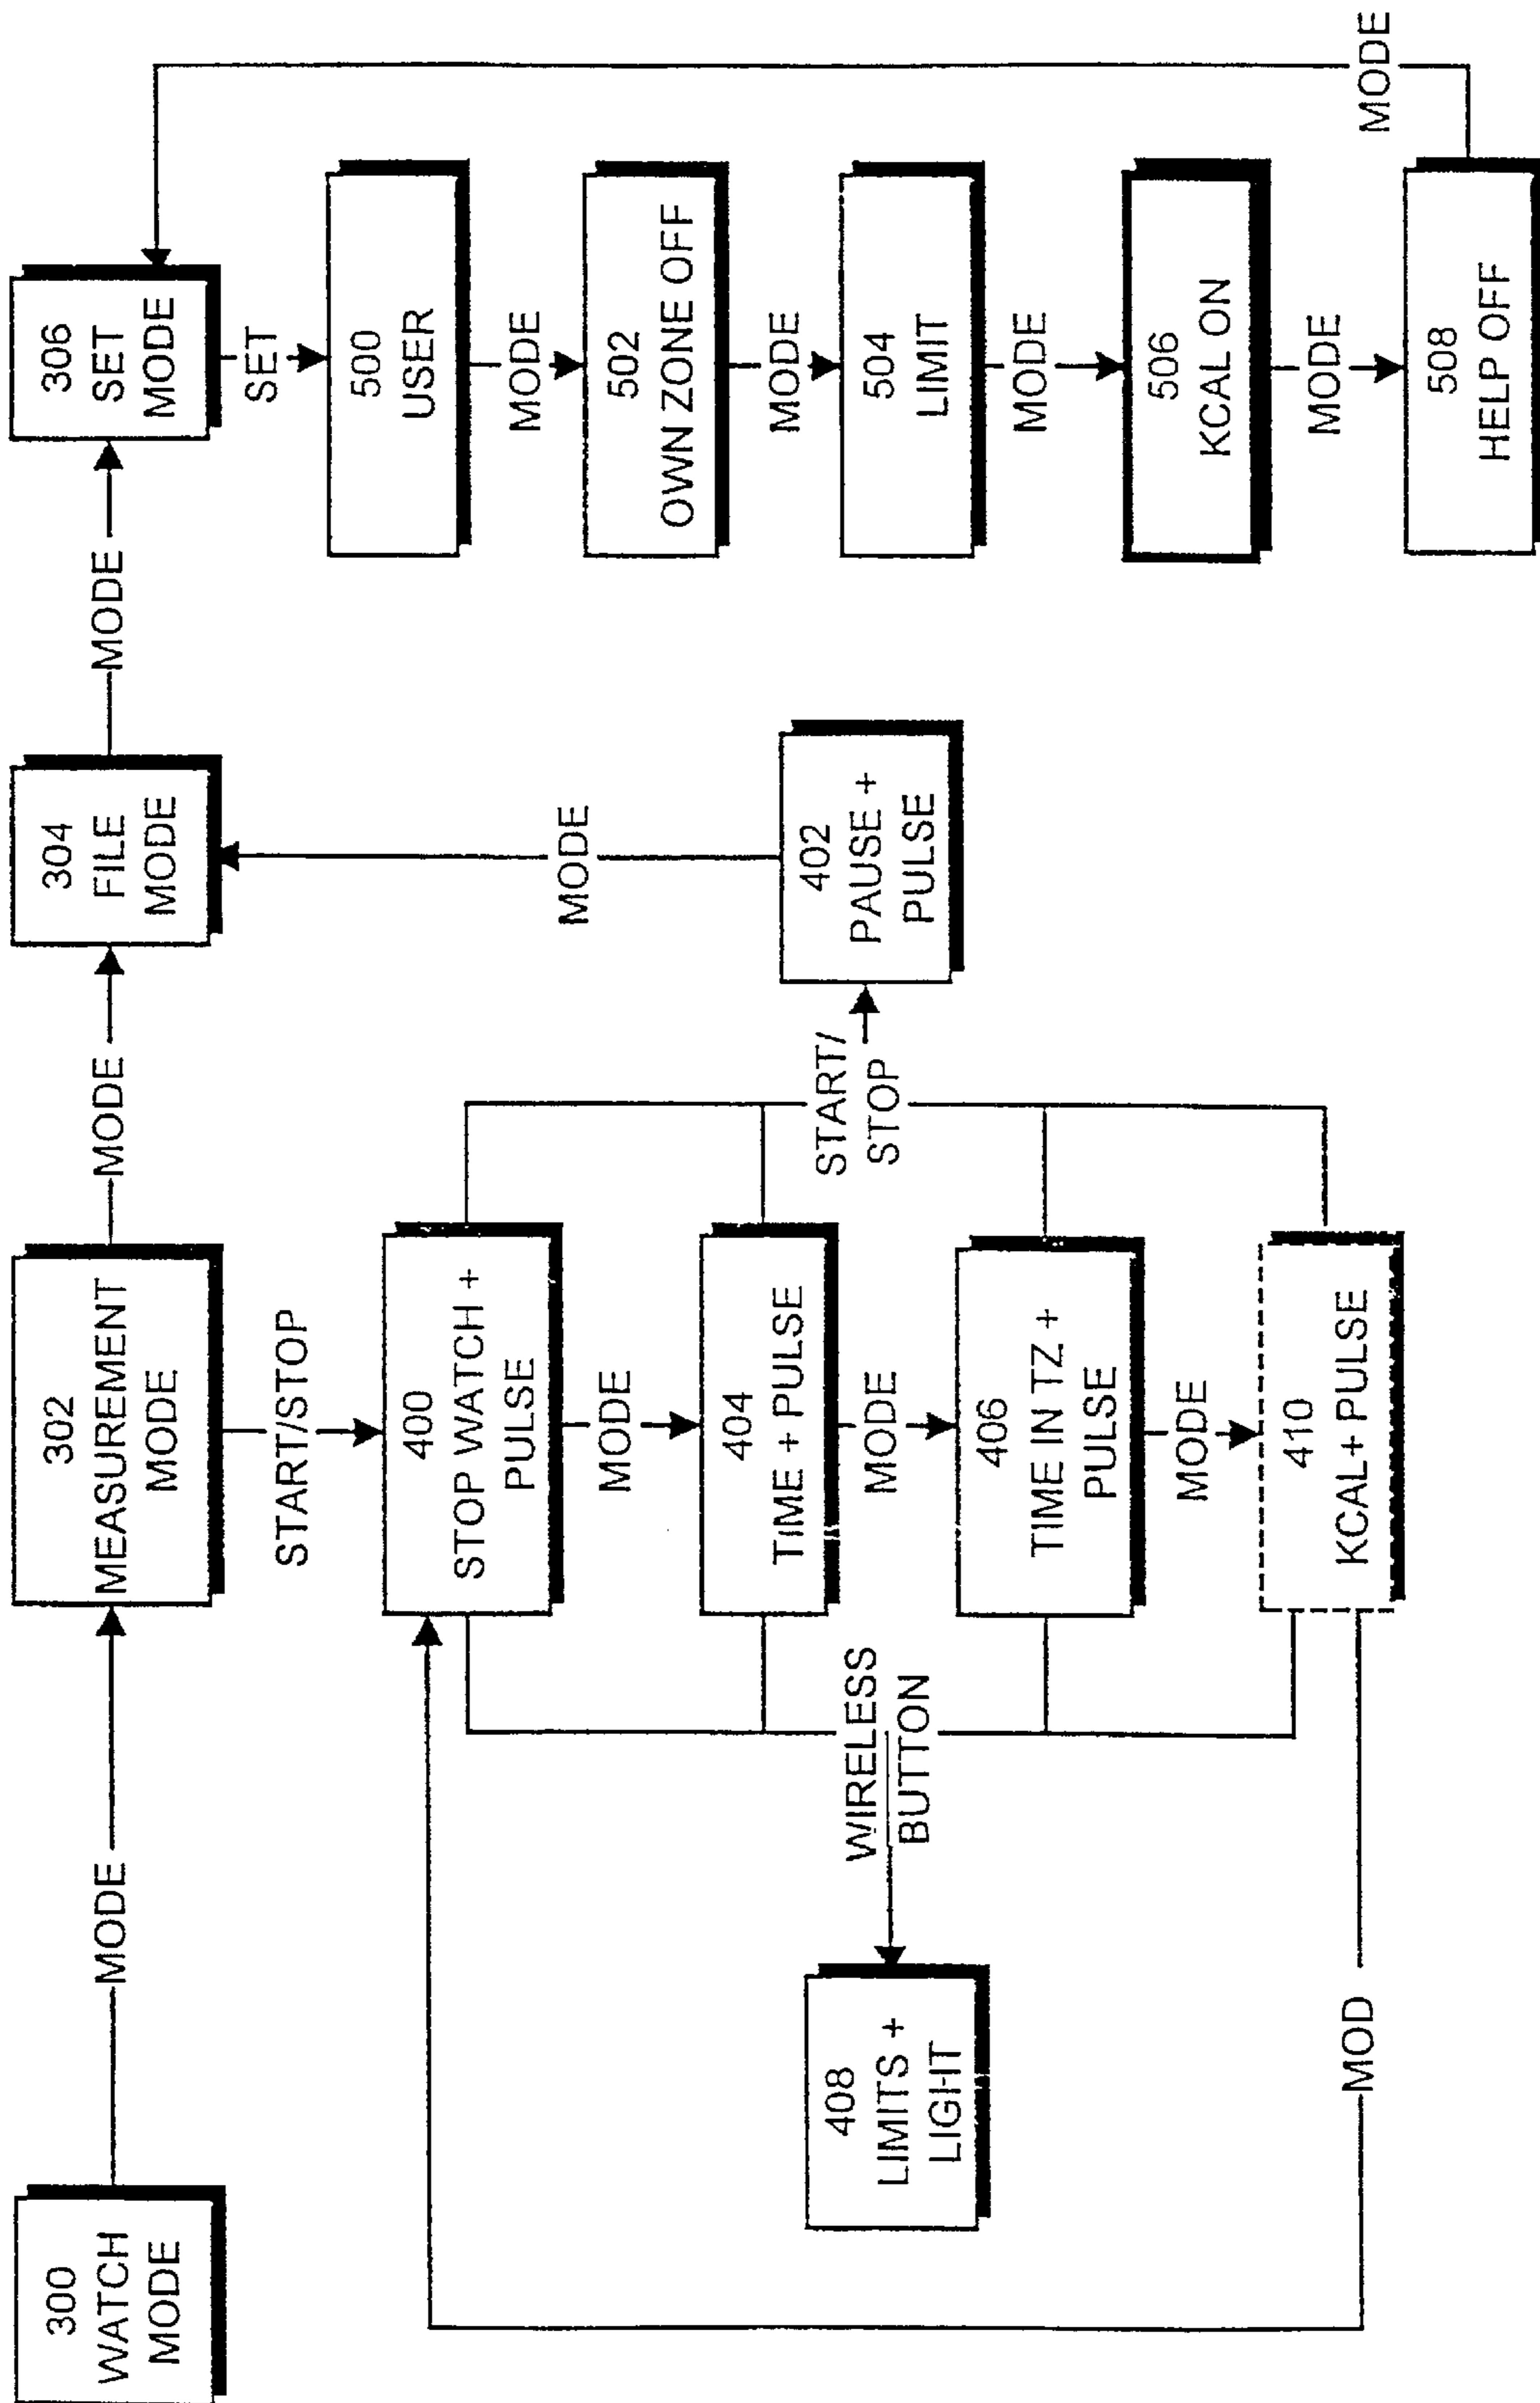 300
WATCH
MODE
MODE
302
MEASUREMENT
MODE
MODE
304
FILE
MODE
MODE
306
SET
MODE
START/STOP
SET
400
STOP WATCH +
PULSE
MODE
404
TIME + PULSE
MODE
406
TIME IN TZ +
PULSE
MODE
410
KCAL+ PULSE
MOD
WIRELESS
BUTTON
408
LIMITS +
LIGHT
START/
STOP
402
PAUSE +
PULSE
MODE
500
USER
MODE
502
OWN ZONE OFF
MODE
504
LIMIT
MODE
506
KCAL ON
MODE
508
HELP OFF
MODE